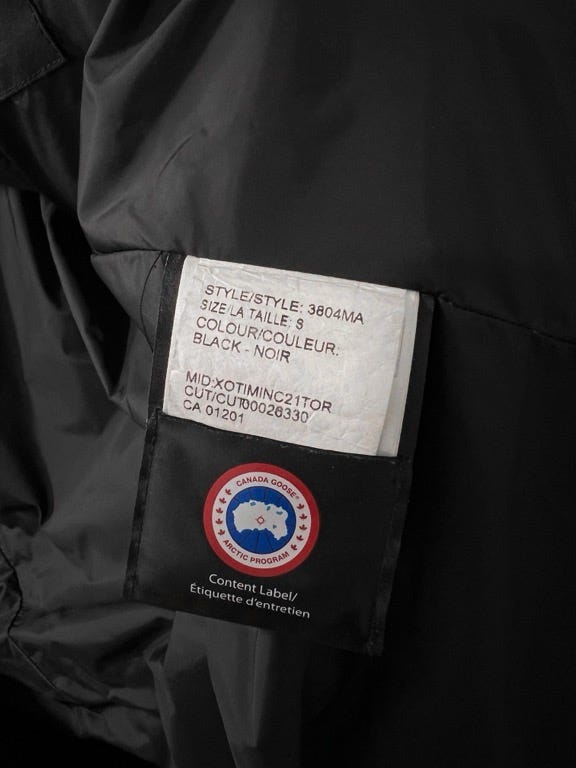 STYLE/STYLE: 3804MA
SIZE/LA TAILLE: S
COLOUR/COULEUR:
BLACK - NOIR
MID:XOTIMINC21TOR
CUT/CUT00026330
CA 01201
CANADA GOOSE®
ARCTIC PROGRAM
Content Label/
Étiquette d'entretien